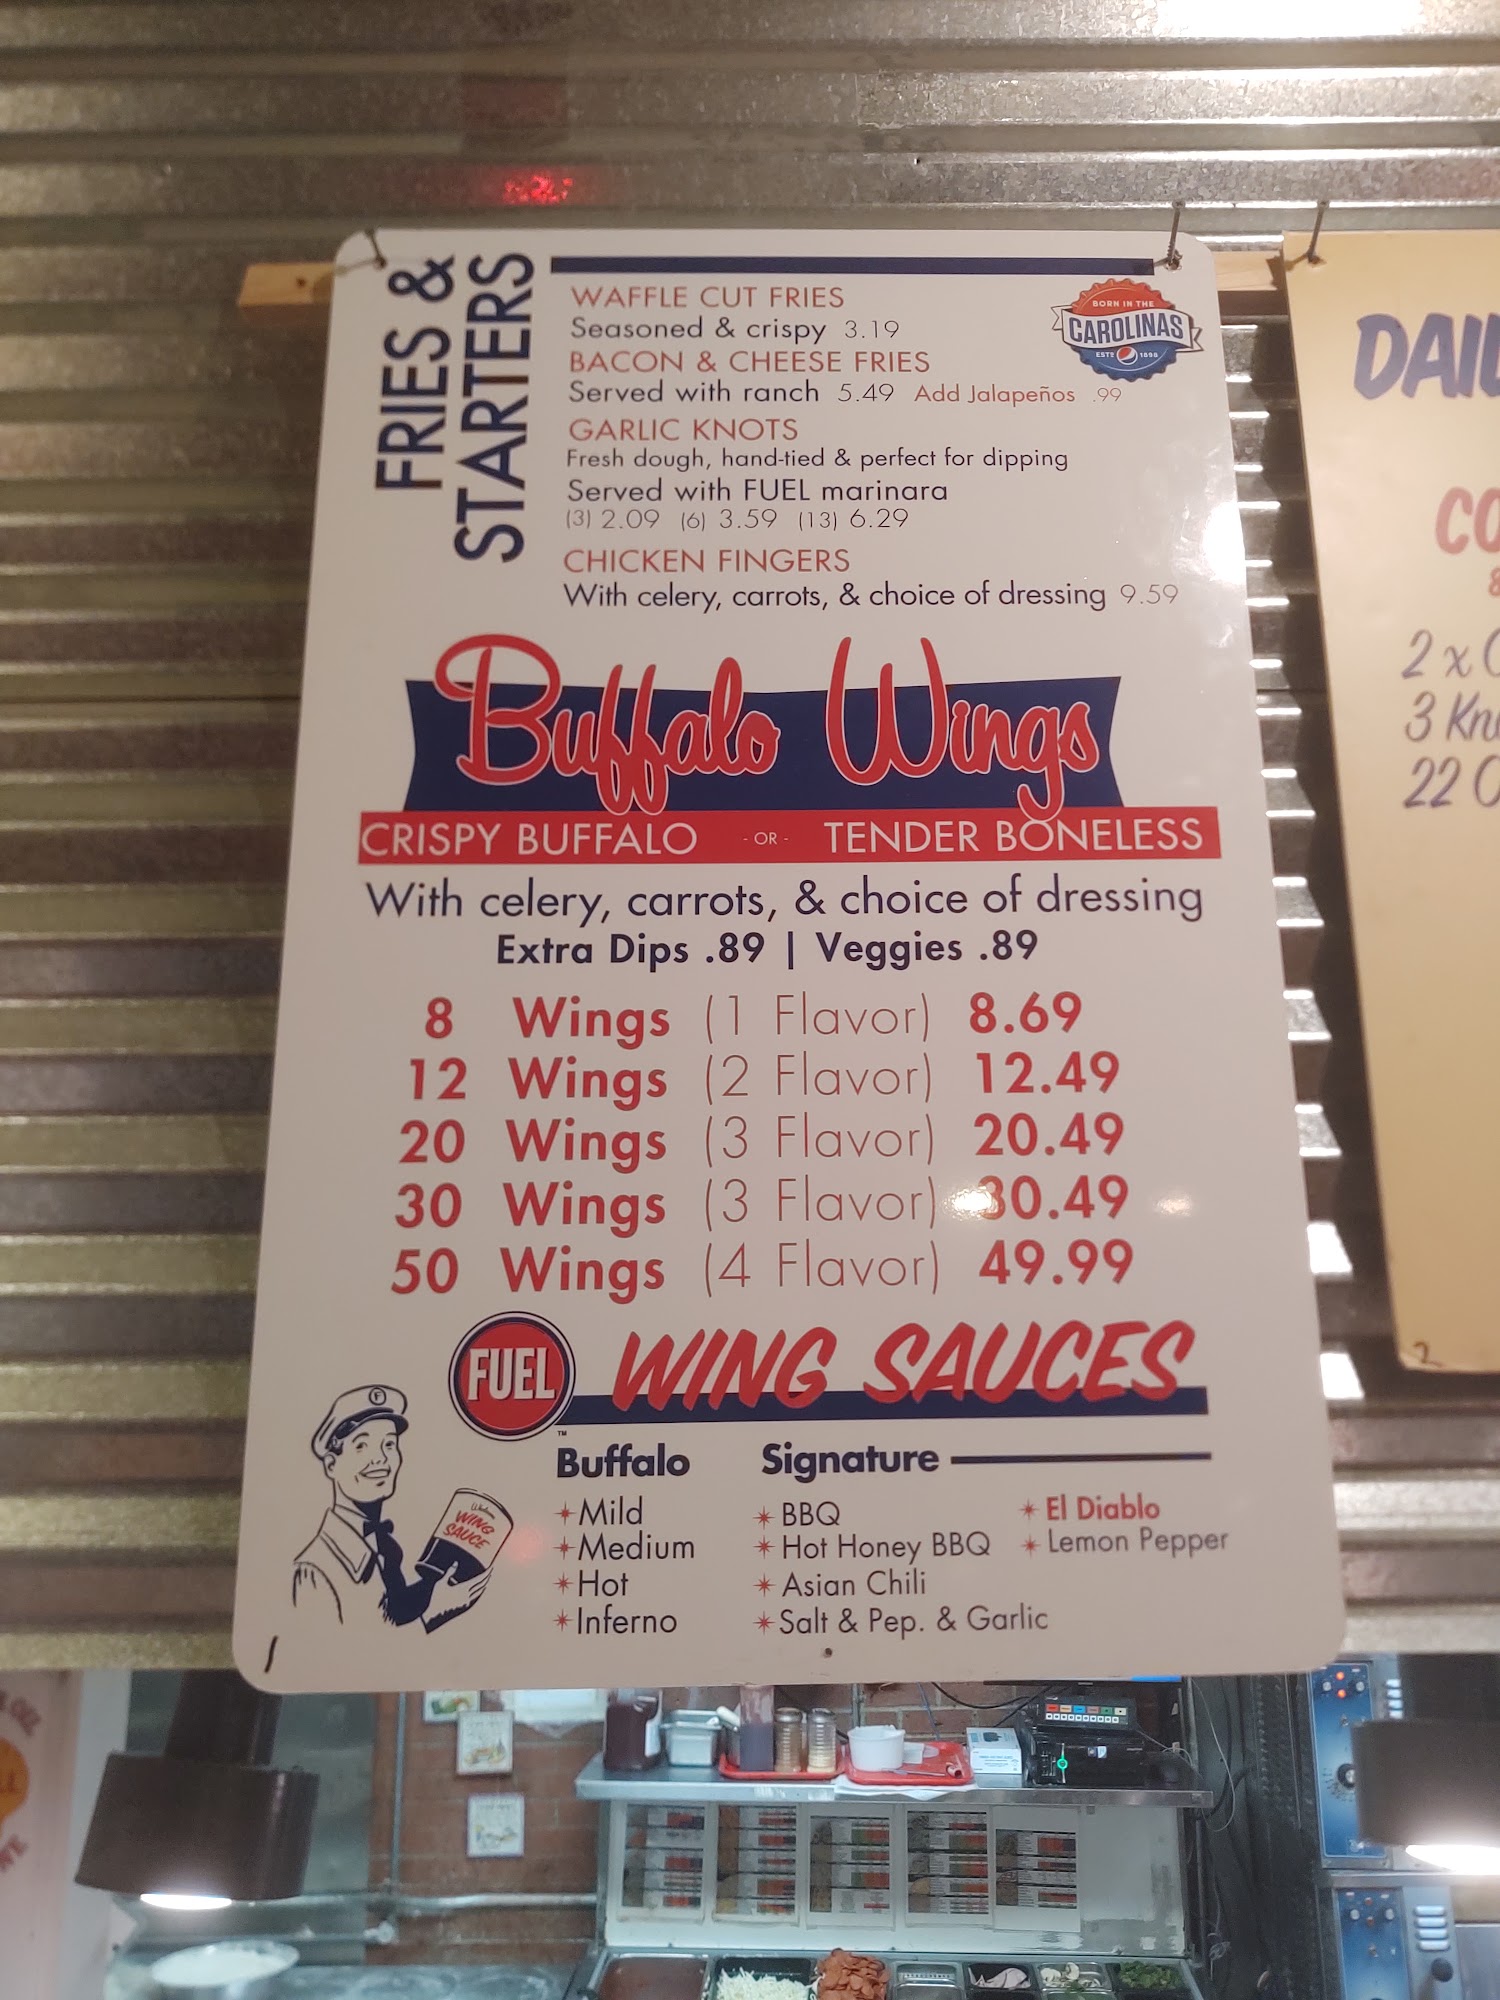 FRIES &
STARTERS
WAFFLE CUT FRIES
Seasoned & crispy 3.19
BACON & CHEESE FRIES
Served with ranch 5.49 Add Jalapeños .99
GARLIC KNOTS
Fresh dough, hand-tied & perfect for dipping
Served with FUEL marinara
(3) 2.09 (6) 3.59 (13) 6.29
CHICKEN FINGERS
With celery, carrots, & choice of dressing 9.59
BORN IN THE
CAROLINAS
ESTD 1898
Buffalo Wings
CRISPY BUFFALO - OR - TENDER BONELESS
With celery, carrots, & choice of dressing
Extra Dips .89 | Veggies .89
8 Wings (1 Flavor) 8.69
12 Wings (2 Flavor) 12.49
20 Wings (3 Flavor) 20.49
30 Wings (3 Flavor) 30.49
50 Wings (4 Flavor) 49.99
FUEL WING SAUCES
TM
F
WING
SAUCE
Buffalo
Mild
Medium
Hot
Inferno
Signature
BBQ
Hot Honey BBQ
Asian Chili
Salt & Pep. & Garlic
El Diablo
Lemon Pepper
1
DAI
CO
&
2 x
3 Kn
22
2